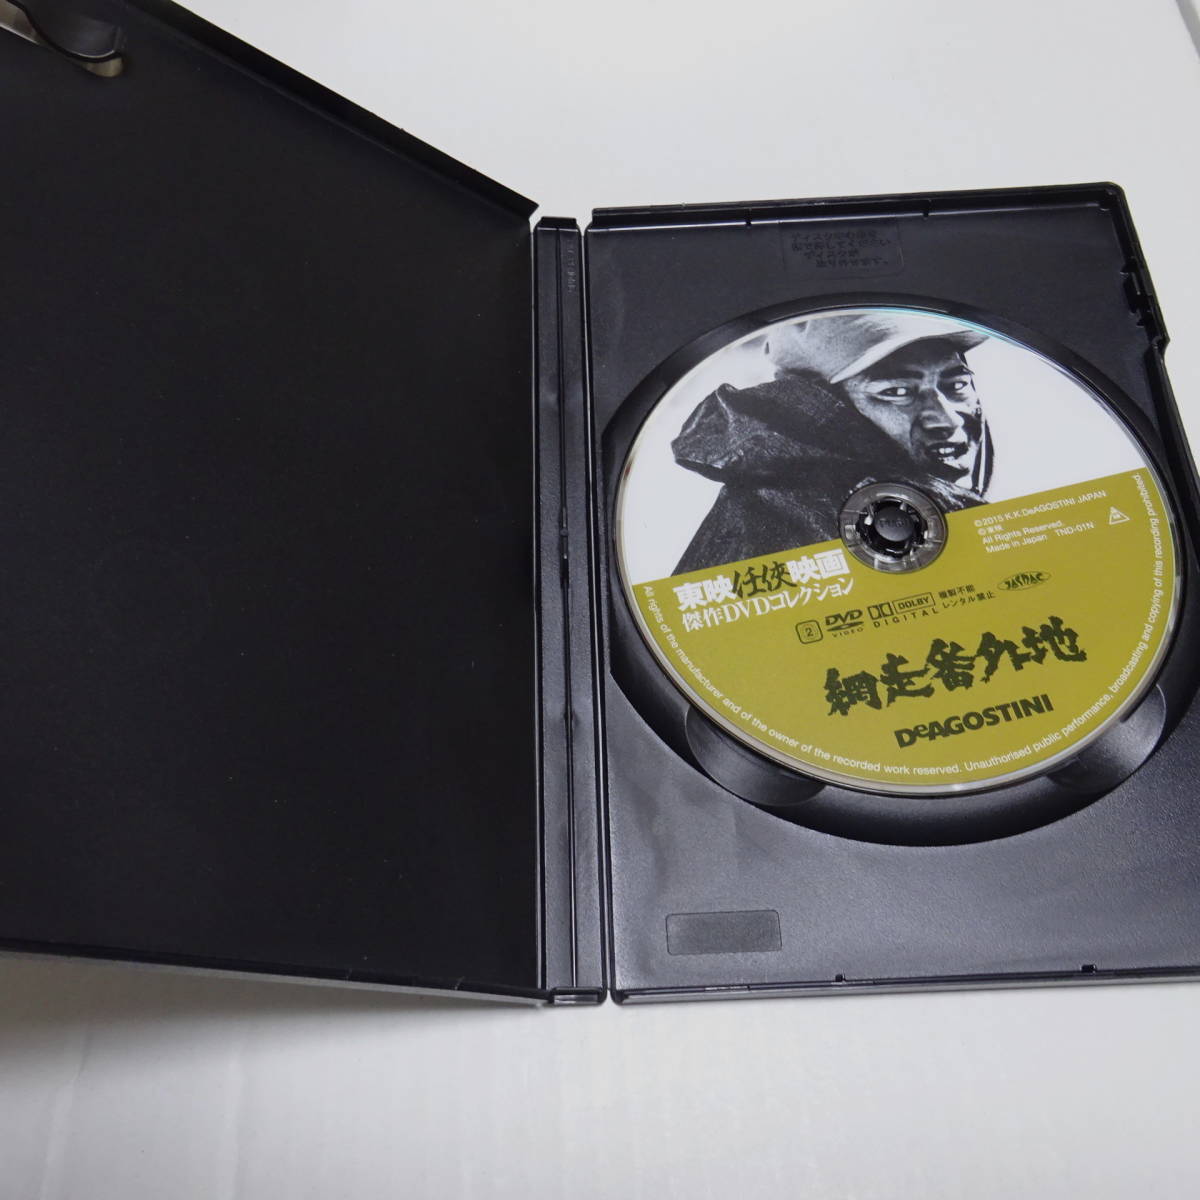 ©2015 K.K.DeAGOSTINI JAPAN
©東映
All Rights Reserved.
Made in Japan TND-01N
東映任侠映画
傑作DVDコレクション
2
DVD
VIDEO
DOLBY
DIGITAL
複製不能
レンタル禁止
JASRAC
網走番外地
DeAGOSTINI
All rights of the manufacturer and of the owner of the recorded work reserved. Unauthorised public performance, broadcasting and copying of this recording prohibited.